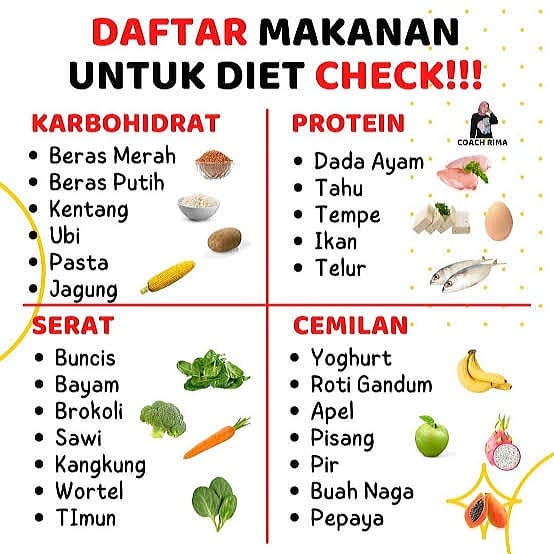 DAFTAR MAKANAN
UNTUK DIET CHECK!!!
KARBOHIDRAT
• Beras Merah
• Beras Putih
• Kentang
• Ubi
• Pasta
• Jagung
PROTEIN
COACH RIMA
• Dada Ayam
• Tahu
• Tempe
• Ikan
• Telur
SERAT
• Buncis
• Bayam
• Brokoli
• Sawi
• Kangkung
• Wortel
• TImun
CEMILAN
• Yoghurt
• Roti Gandum
• Apel
• Pisang
• Pir
• Buah Naga
• Pepaya